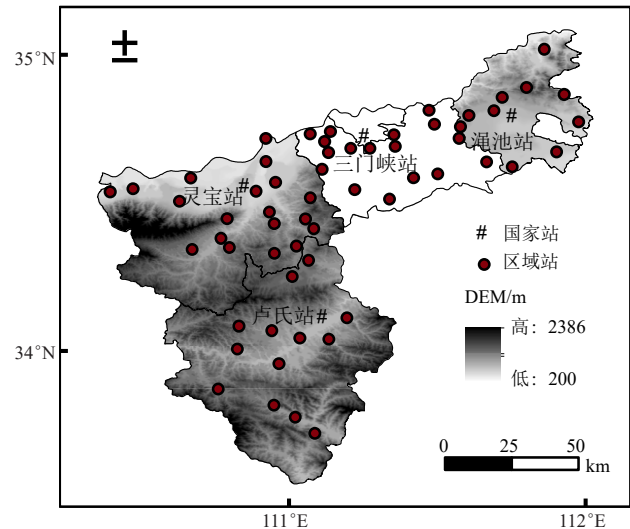 35°N
#
#
渑池站
三门峡站
#
灵宝站
# 国家站
区域站
DEM/m
卢氏站#
高：2386
34°N
低：200
0 25 50
km
111°E 112°E